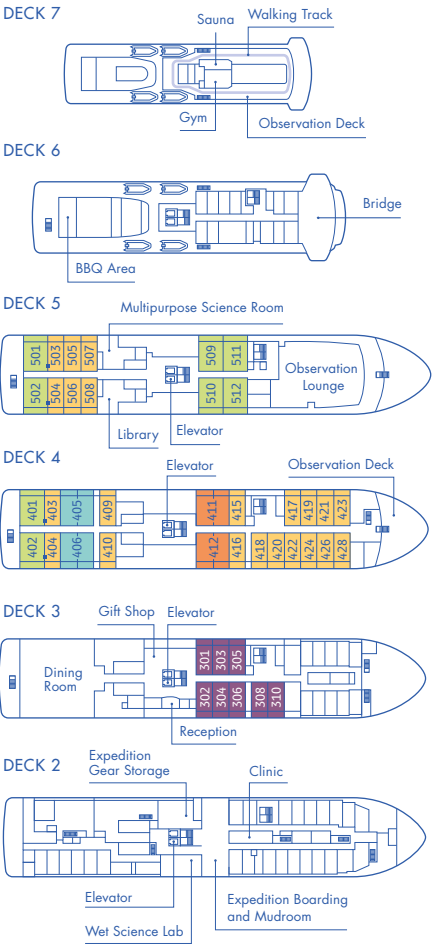 DECK 7
Sauna
Walking Track
Gym
Observation Deck
DECK 6
Bridge
BBQ Area
DECK 5
Multipurpose Science Room
501 503 505 507 509 511
Observation
Lounge
502 504 506 508 510 512
Library
Elevator
DECK 4
Elevator
Observation Deck
401 403 405 409 411 415 417 419 421 423
402 404 406 410 412 416 418 420 422 424 426 428
DECK 3
Gift Shop
Elevator
Dining
Room
301 303 305
302 304 306 308 310
Reception
DECK 2
Expedition
Gear Storage
Clinic
Elevator
Wet Science Lab
Expedition Boarding
and Mudroom